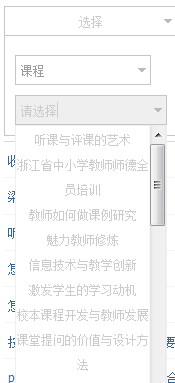 选择
课程
请选择
听课与评课的艺术
浙江省中小学教师师德全
员培训
教师如何做课例研究
魅力教师修炼
信息技术与教学创新
激发学生的学习动机
校本课程开发与教师发展
课堂提问的价值与设计方
法